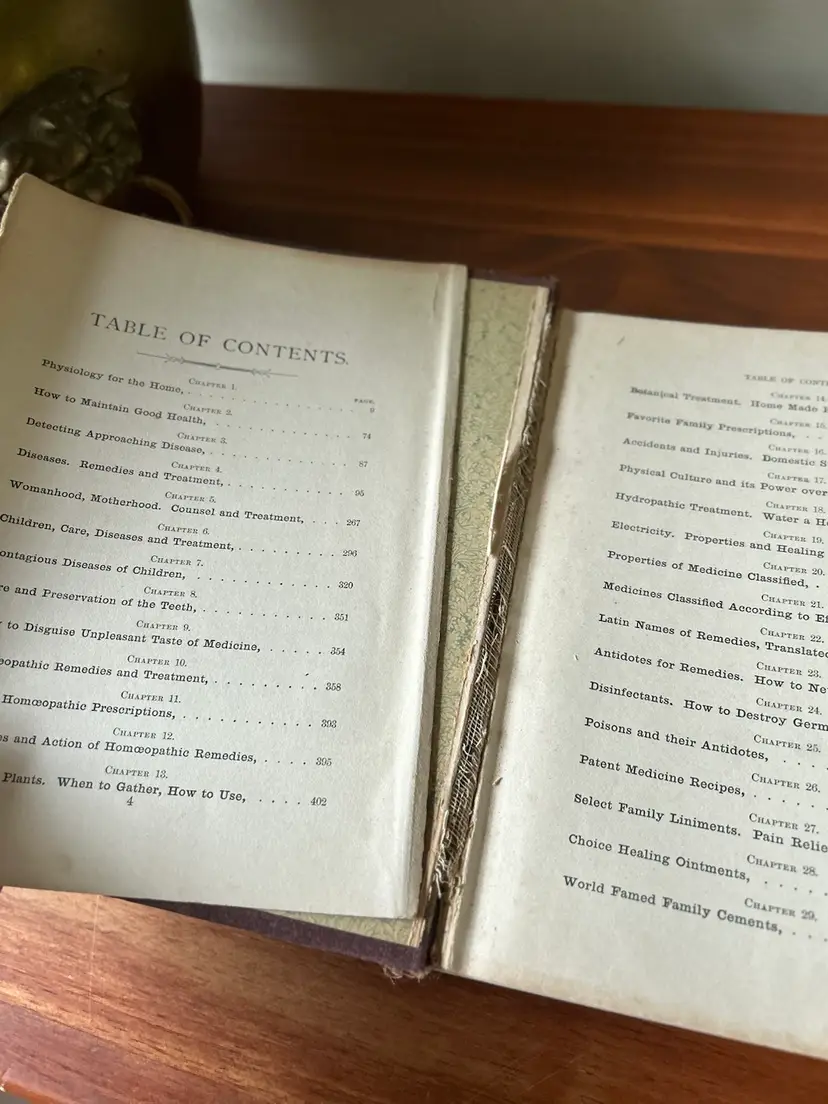 TABLE OF CONTENTS.
CHAPTER 1.
PAGE.
Physiology for the Home, . . . . . . . . . . . . . 9
CHAPTER 2.
How to Maintain Good Health, . . . . . . . . . . 74
CHAPTER 3.
Detecting Approaching Disease, . . . . . . . . . . 87
CHAPTER 4.
Diseases. Remedies and Treatment, . . . . . . . . . 95
CHAPTER 5.
Womanhood, Motherhood. Counsel and Treatment, . . . . 267
CHAPTER 6.
Children, Care, Diseases and Treatment, . . . . . . . . 296
CHAPTER 7.
ontagious Diseases of Children, . . . . . . . . . . 320
CHAPTER 8.
re and Preservation of the Teeth, . . . . . . . . . . 351
CHAPTER 9.
to Disguise Unpleasant Taste of Medicine, . . . . . 354
CHAPTER 10.
eopathic Remedies and Treatment, . . . . . . . . 358
CHAPTER 11.
Homœopathic Prescriptions, . . . . . . . . . . . 393
CHAPTER 12.
s and Action of Homœopathic Remedies, . . . . 395
CHAPTER 13.
Plants. When to Gather, How to Use, . . . . 402
4
TABLE OF CONT
CHAPTER 14.
Botanical Treatment. Home Made
CHAPTER 15.
Favorite Family Prescriptions, . .
CHAPTER 16.
Accidents and Injuries. Domestic S
CHAPTER 17.
Physical Culture and its Power over
CHAPTER 18.
Hydropathic Treatment. Water a He
CHAPTER 19.
Electricity. Properties and Healing
CHAPTER 20.
Properties of Medicine Classified, .
CHAPTER 21.
Medicines Classified According to Ef
CHAPTER 22.
Latin Names of Remedies, Translated
CHAPTER 23.
Antidotes for Remedies. How to Ne
CHAPTER 24.
Disinfectants. How to Destroy Germ
CHAPTER 25.
Poisons and their Antidotes, . . . .
CHAPTER 26.
Patent Medicine Recipes, . . . . . .
CHAPTER 27.
Select Family Liniments. Pain Relie
CHAPTER 28.
Choice Healing Ointments, . . . . .
CHAPTER 29.
World Famed Family Cements, . . .